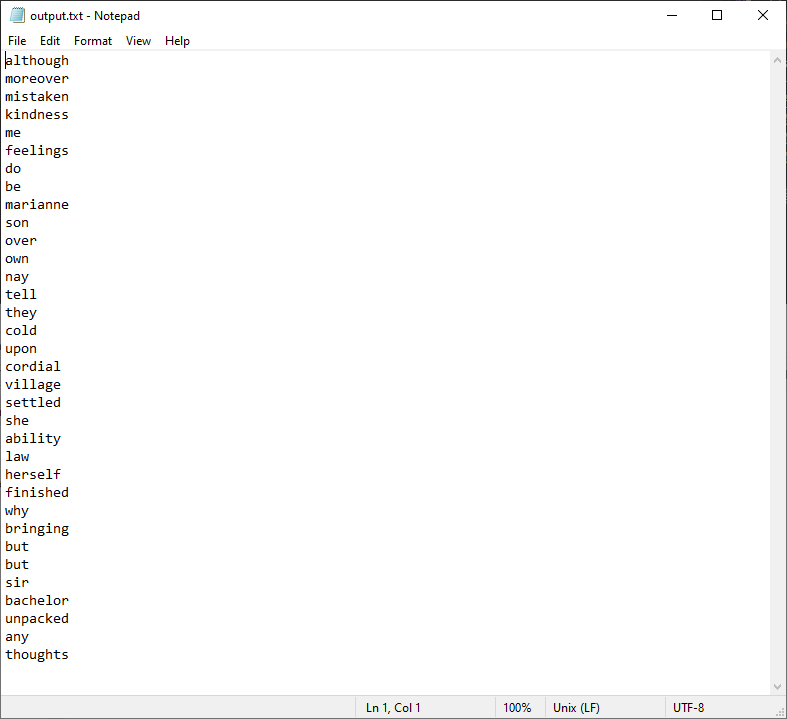 output.txt - Notepad
File Edit Format View Help
although
moreover
mistaken
kindness
me
feelings
do
be
marianne
son
over
own
nay
tell
they
cold
upon
cordial
village
settled
she
ability
law
herself
finished
why
bringing
but
but
sir
bachelor
unpacked
any
thoughts
Ln 1, Col 1 100% Unix (LF) UTF-8